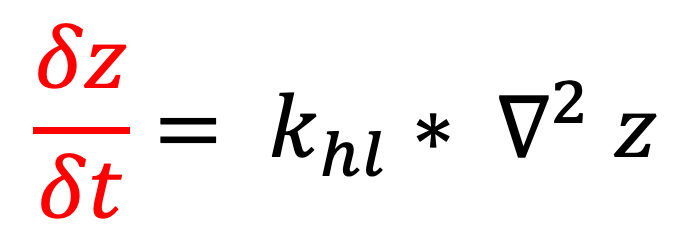 δz/δt = k_hl * ∇² z